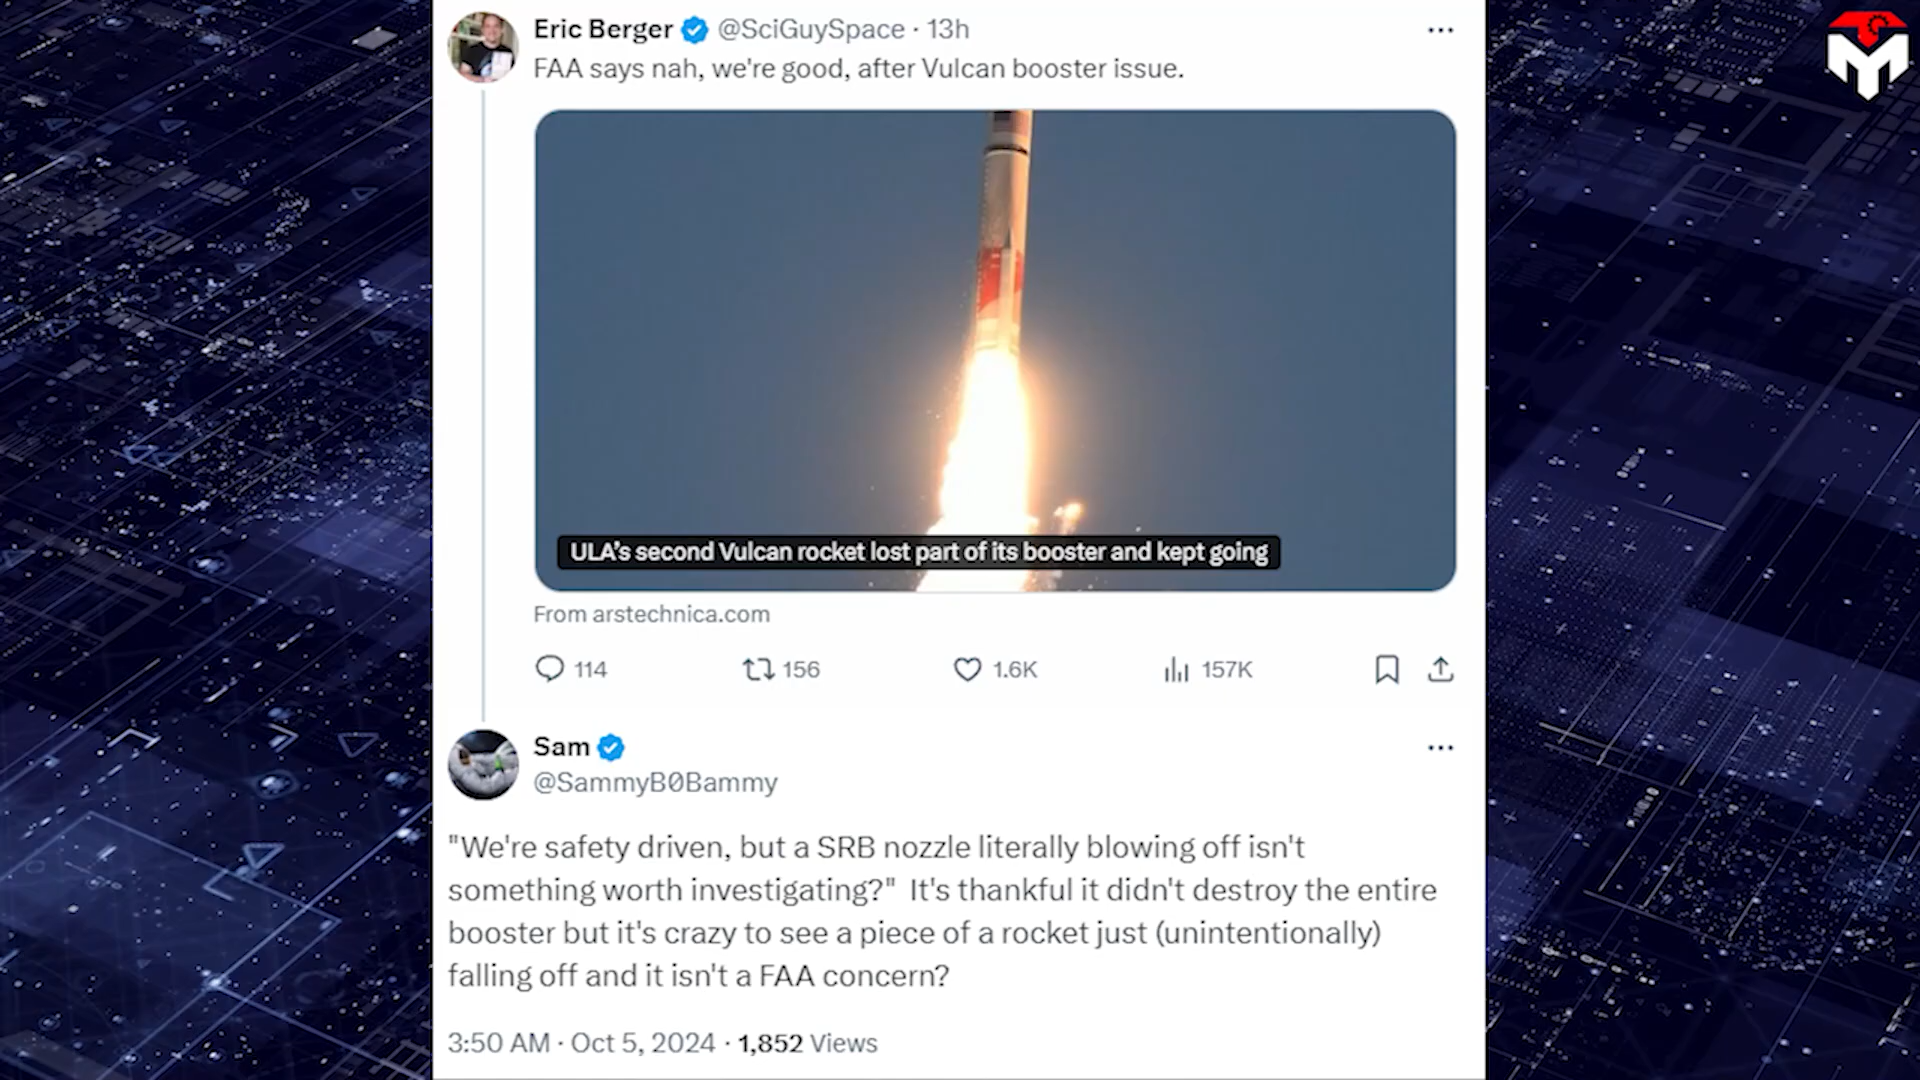 Eric Berger @SciGuySpace · 13h
FAA says nah, we're good, after Vulcan booster issue.
ULA's second Vulcan rocket lost part of its booster and kept going
From arstechnica.com
114 156 1.6K 157K
Sam
@SammyB0Bammy
"We're safety driven, but a SRB nozzle literally blowing off isn't
something worth investigating?" It's thankful it didn't destroy the entire
booster but it's crazy to see a piece of a rocket just (unintentionally)
falling off and it isn't a FAA concern?
3:50 AM · Oct 5, 2024 · 1,852 Views